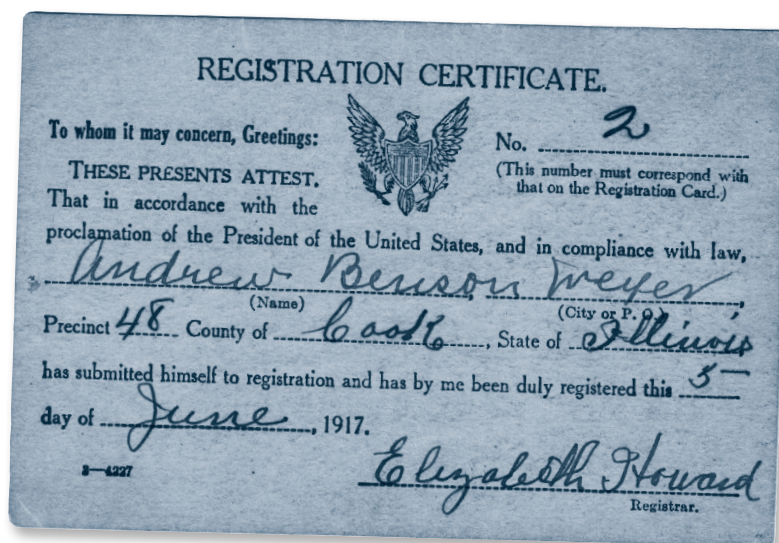 REGISTRATION CERTIFICATE.
To whom it may concern, Greetings:
No. 2
(This number must correspond with
that on the Registration Card.)
THESE PRESENTS ATTEST.
That in accordance with the
proclamation of the President of the United States, and in compliance with law,
Andrew Benson Meyer,
(Name) (City or P. O.)
Precinct 48 County of Cook, State of Illinois
has submitted himself to registration and has by me been duly registered this 5
day of June, 1917.
Elizabeth Howard
3—4227
Registrar.